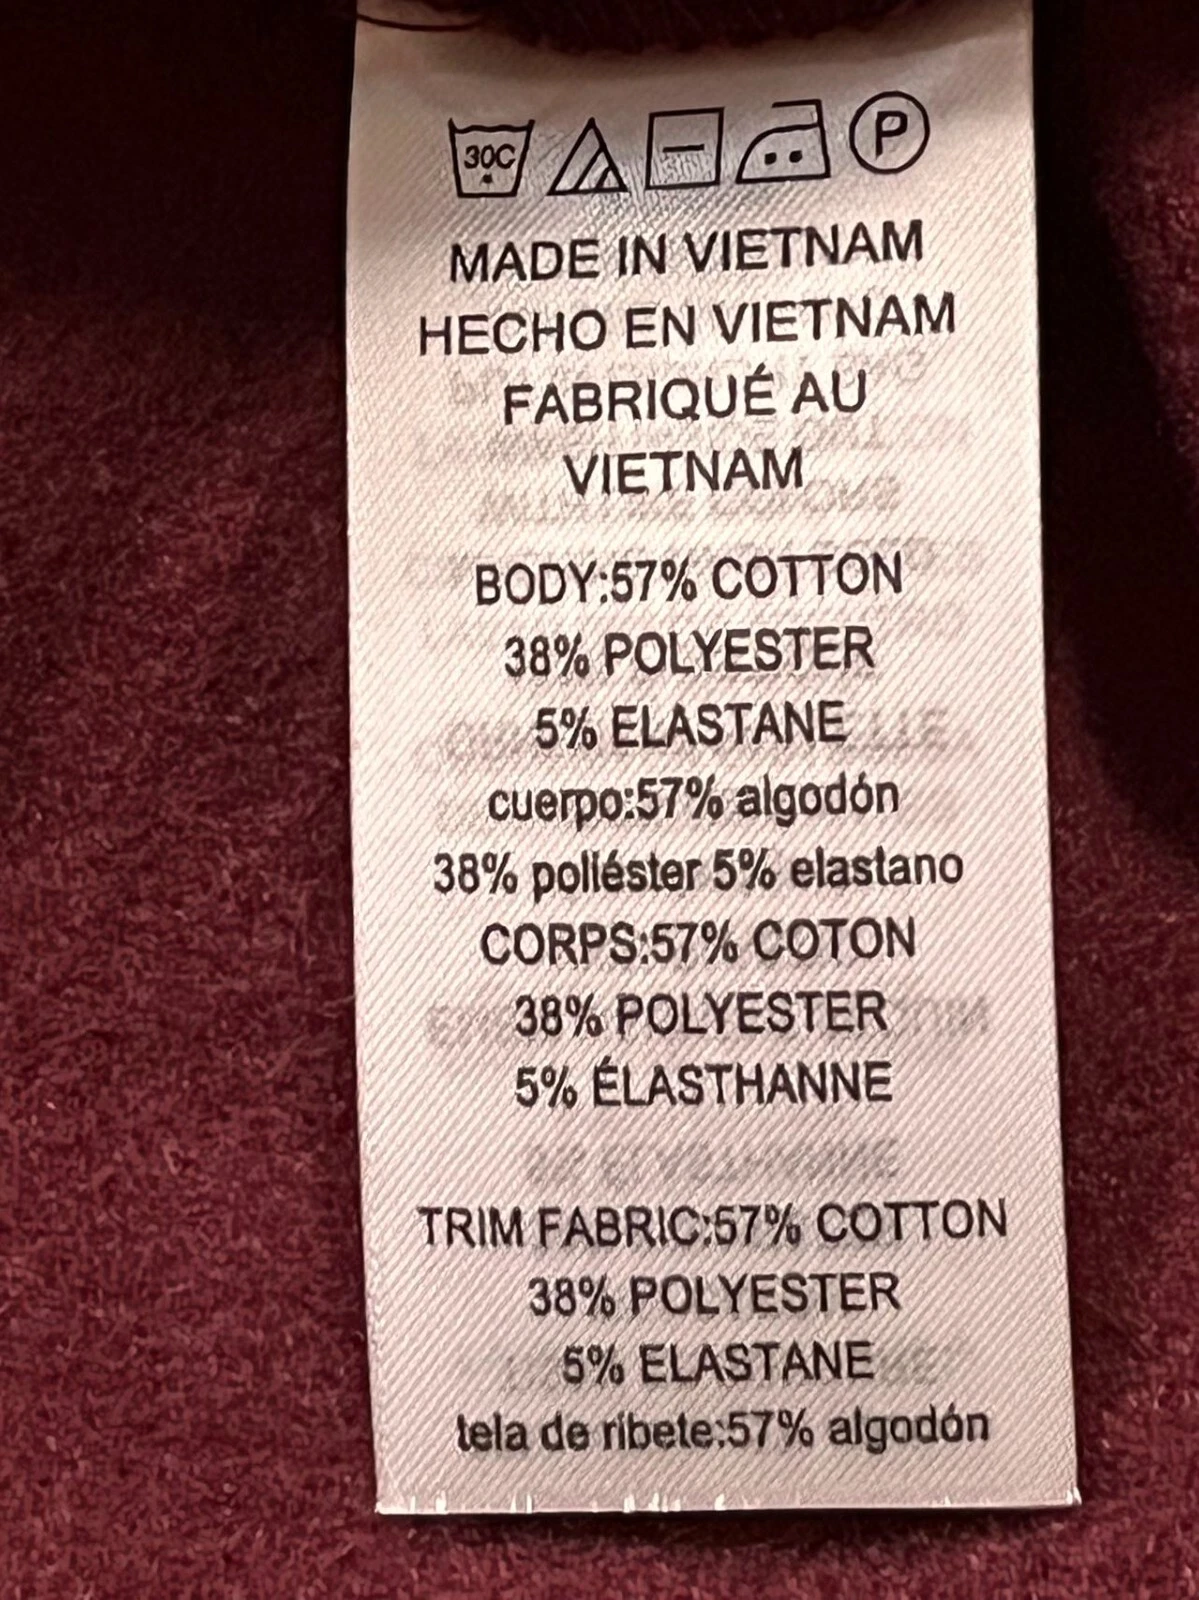 30C
P
MADE IN VIETNAM
HECHO EN VIETNAM
FABRIQUÉ AU
VIETNAM
BODY:57% COTTON
38% POLYESTER
5% ELASTANE
cuerpo:57% algodón
38% poliéster 5% elastano
CORPS:57% COTON
38% POLYESTER
5% ÉLASTHANNE
TRIM FABRIC:57% COTTON
38% POLYESTER
5% ELASTANE
tela de ribete:57% algodón